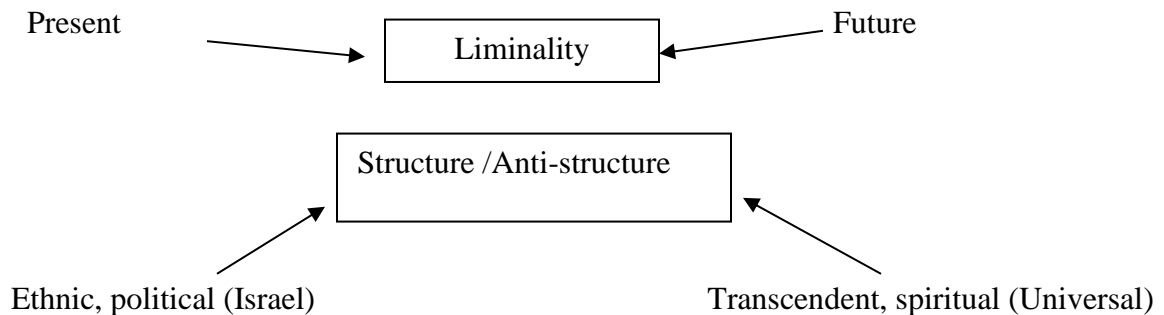 Present
Future
Liminality
Structure /Anti-structure
Ethnic, political (Israel)
Transcendent, spiritual (Universal)